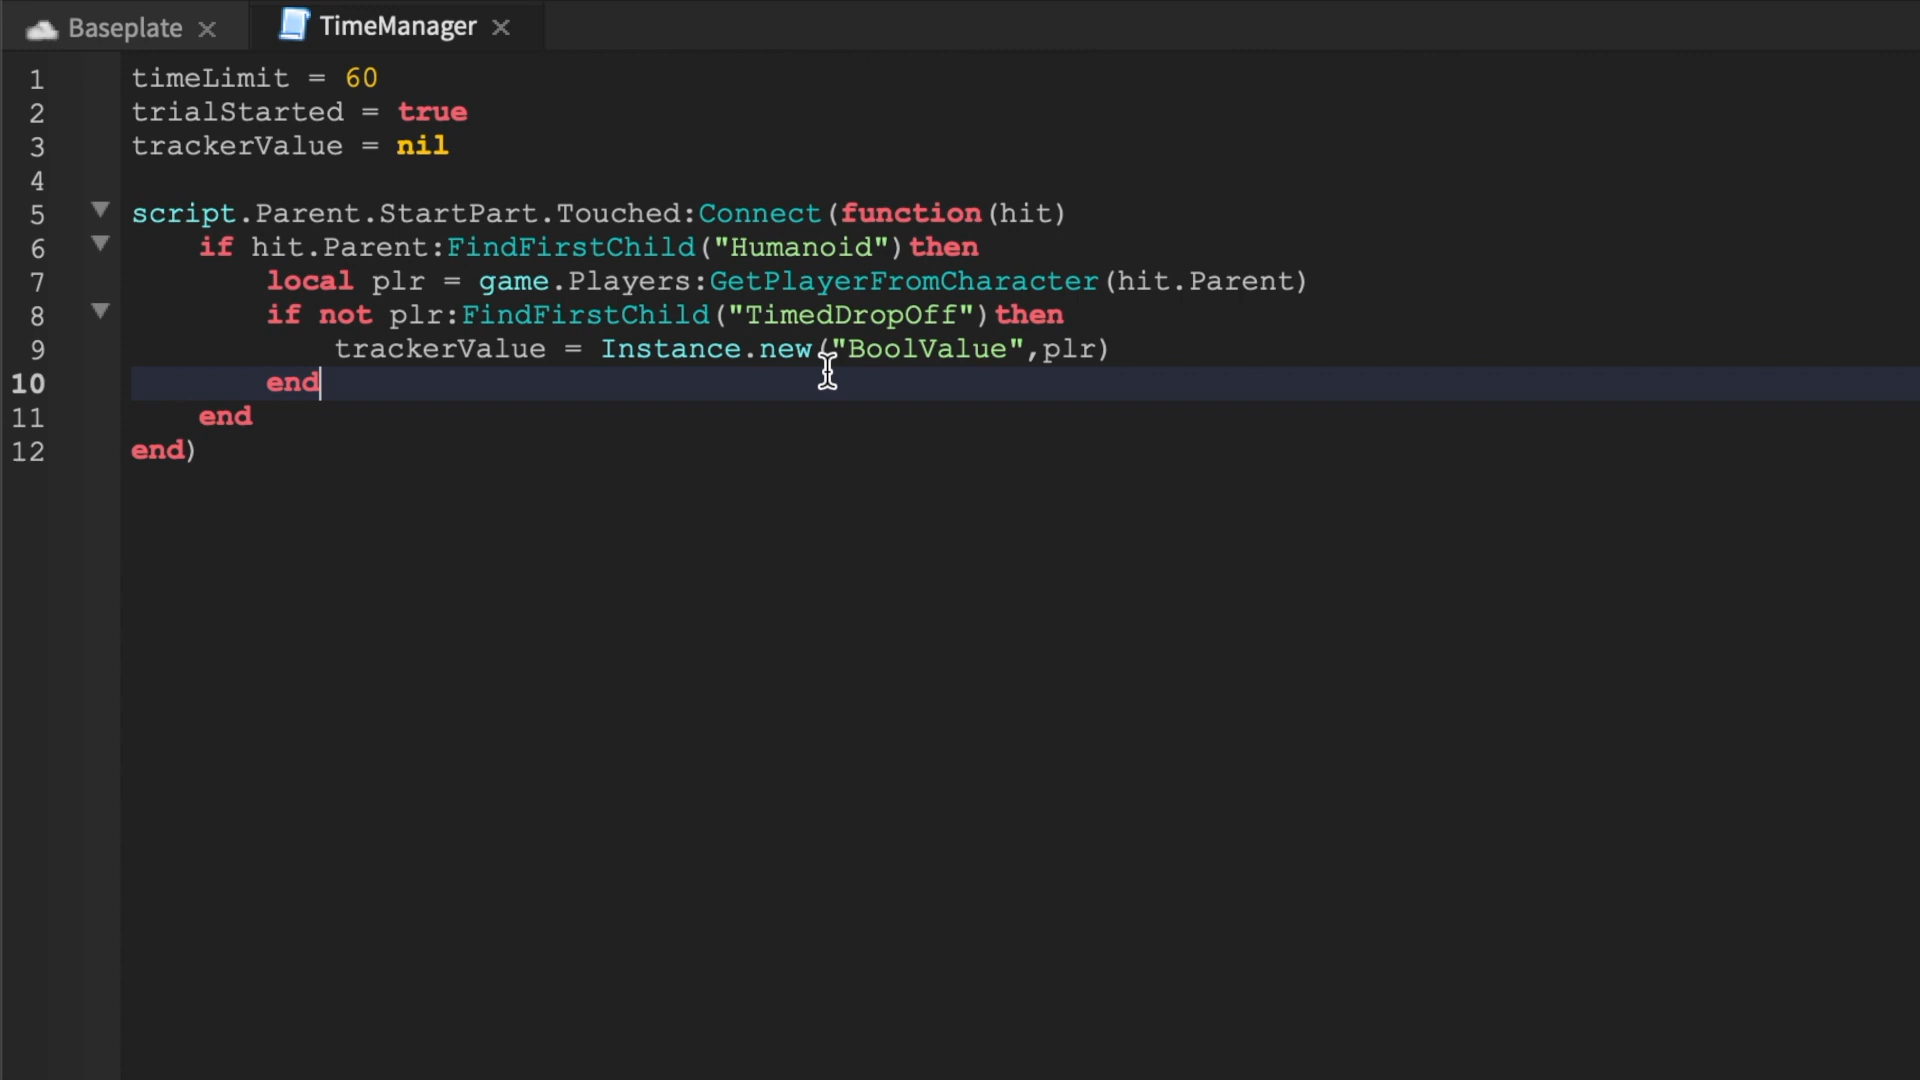 Baseplate
TimeManager
1 timeLimit = 60
2 trialStarted = true
3 trackerValue = nil
4
5 script.Parent.StartPart.Touched:Connect(function(hit)
6 if hit.Parent:FindFirstChild("Humanoid")then
7 local plr = game.Players:GetPlayerFromCharacter(hit.Parent)
8 if not plr:FindFirstChild("TimedDropOff")then
9 trackerValue = Instance.new("BoolValue",plr)
10 end
11 end
12 end)